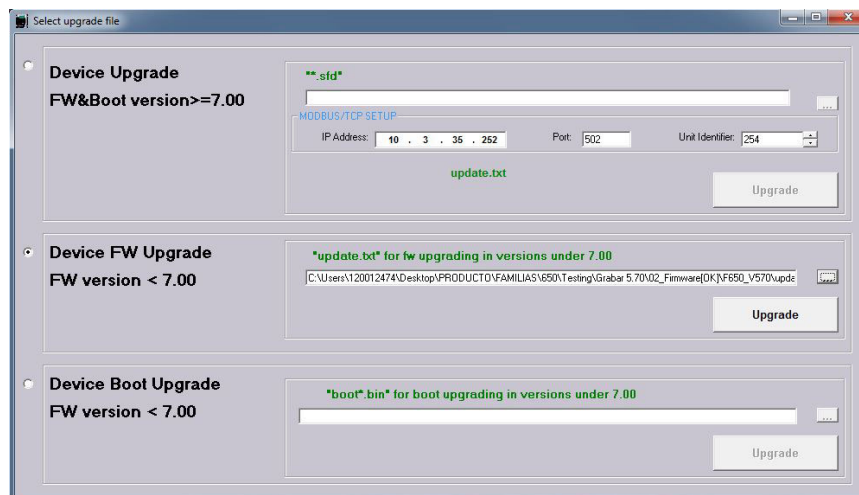 Select upgrade file
Device Upgrade
FW&Boot version>=7.00
"*.sfd"
...
MODBUS/TCP SETUP
IP Address: 10 . 3 . 35 . 252 Port: 502 Unit Identifier: 254
update.txt
Upgrade
Device FW Upgrade
FW version < 7.00
"update.txt" for fw upgrading in versions under 7.00
C:\Users\120012474\Desktop\PRODUCTO\FAMILIAS\650\Testing\Grabar 5.70\02_Firmware[OK]\F650_V570\upda
...
Upgrade
Device Boot Upgrade
FW version < 7.00
"boot*.bin" for boot upgrading in versions under 7.00
...
Upgrade